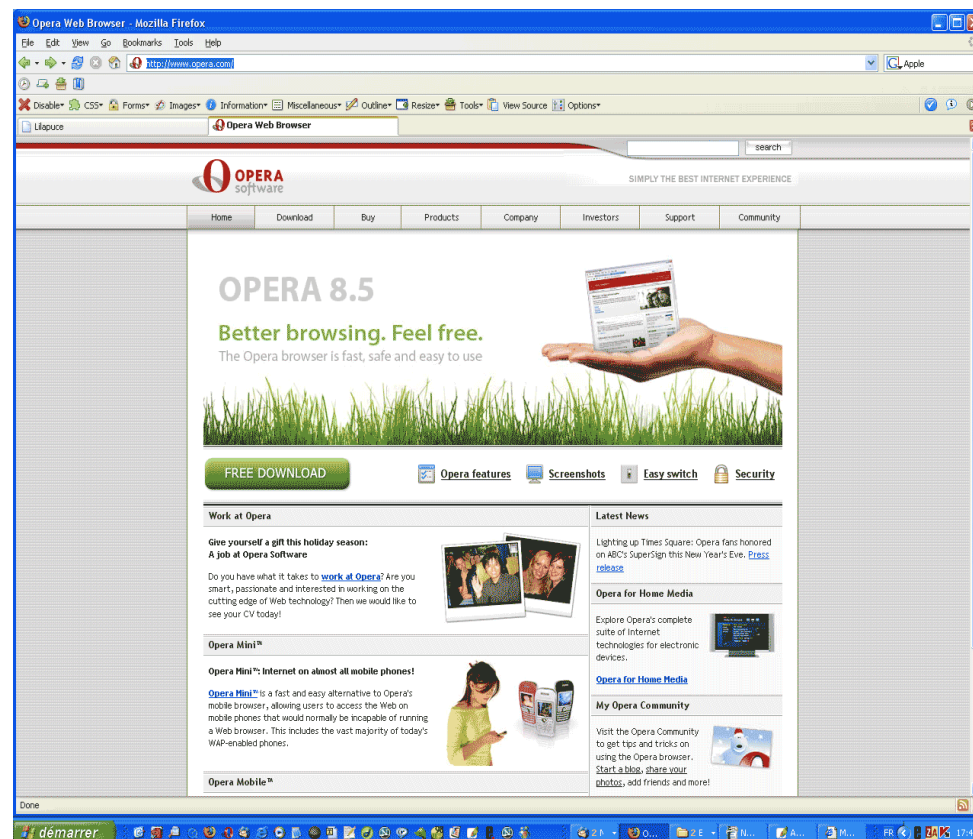 Opera Web Browser - Mozilla Firefox
File Edit View Go Bookmarks Tools Help
http://www.opera.com/
Apple
Disable CSS Forms Images Information Miscellaneous Outline Resize Tools View Source Options
Lilapuce
Opera Web Browser
search
OPERA
software
SIMPLY THE BEST INTERNET EXPERIENCE
Home Download Buy Products Company Investors Support Community
OPERA 8.5
Better browsing. Feel free.
The Opera browser is fast, safe and easy to use
FREE DOWNLOAD
Opera features Screenshots Easy switch Security
Work at Opera
Give yourself a gift this holiday season:
A job at Opera Software
Do you have what it takes to work at Opera? Are you
smart, passionate and interested in working on the
cutting edge of Web technology? Then we would like to
see your CV today!
Opera Mini™
Opera Mini™: Internet on almost all mobile phones!
Opera Mini™ is a fast and easy alternative to Opera's
mobile browser, allowing users to access the Web on
mobile phones that would normally be incapable of running
a Web browser. This includes the vast majority of today's
WAP-enabled phones.
Opera Mobile™
Latest News
Lighting up Times Square: Opera fans honored
on ABC's SuperSign this New Year's Eve. Press
release
Opera for Home Media
Explore Opera's complete
suite of Internet
technologies for electronic
devices.
Opera for Home Media
My Opera Community
Visit the Opera Community
to get tips and tricks on
using the Opera browser.
Start a blog, share your
photos, add friends and more!
Done
démarrer 2 N O... 2 E N... A... M... FR